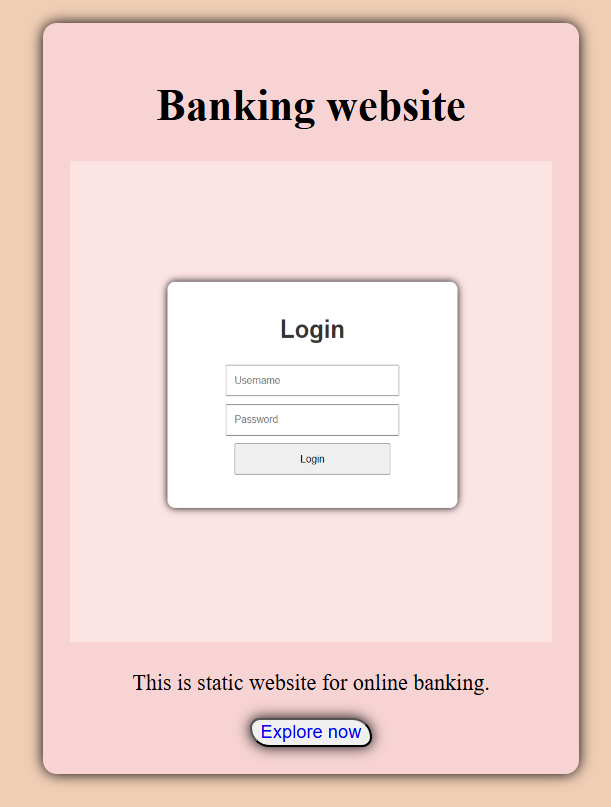 Banking website
Login
Username
Password
Login
This is static website for online banking.
Explore now